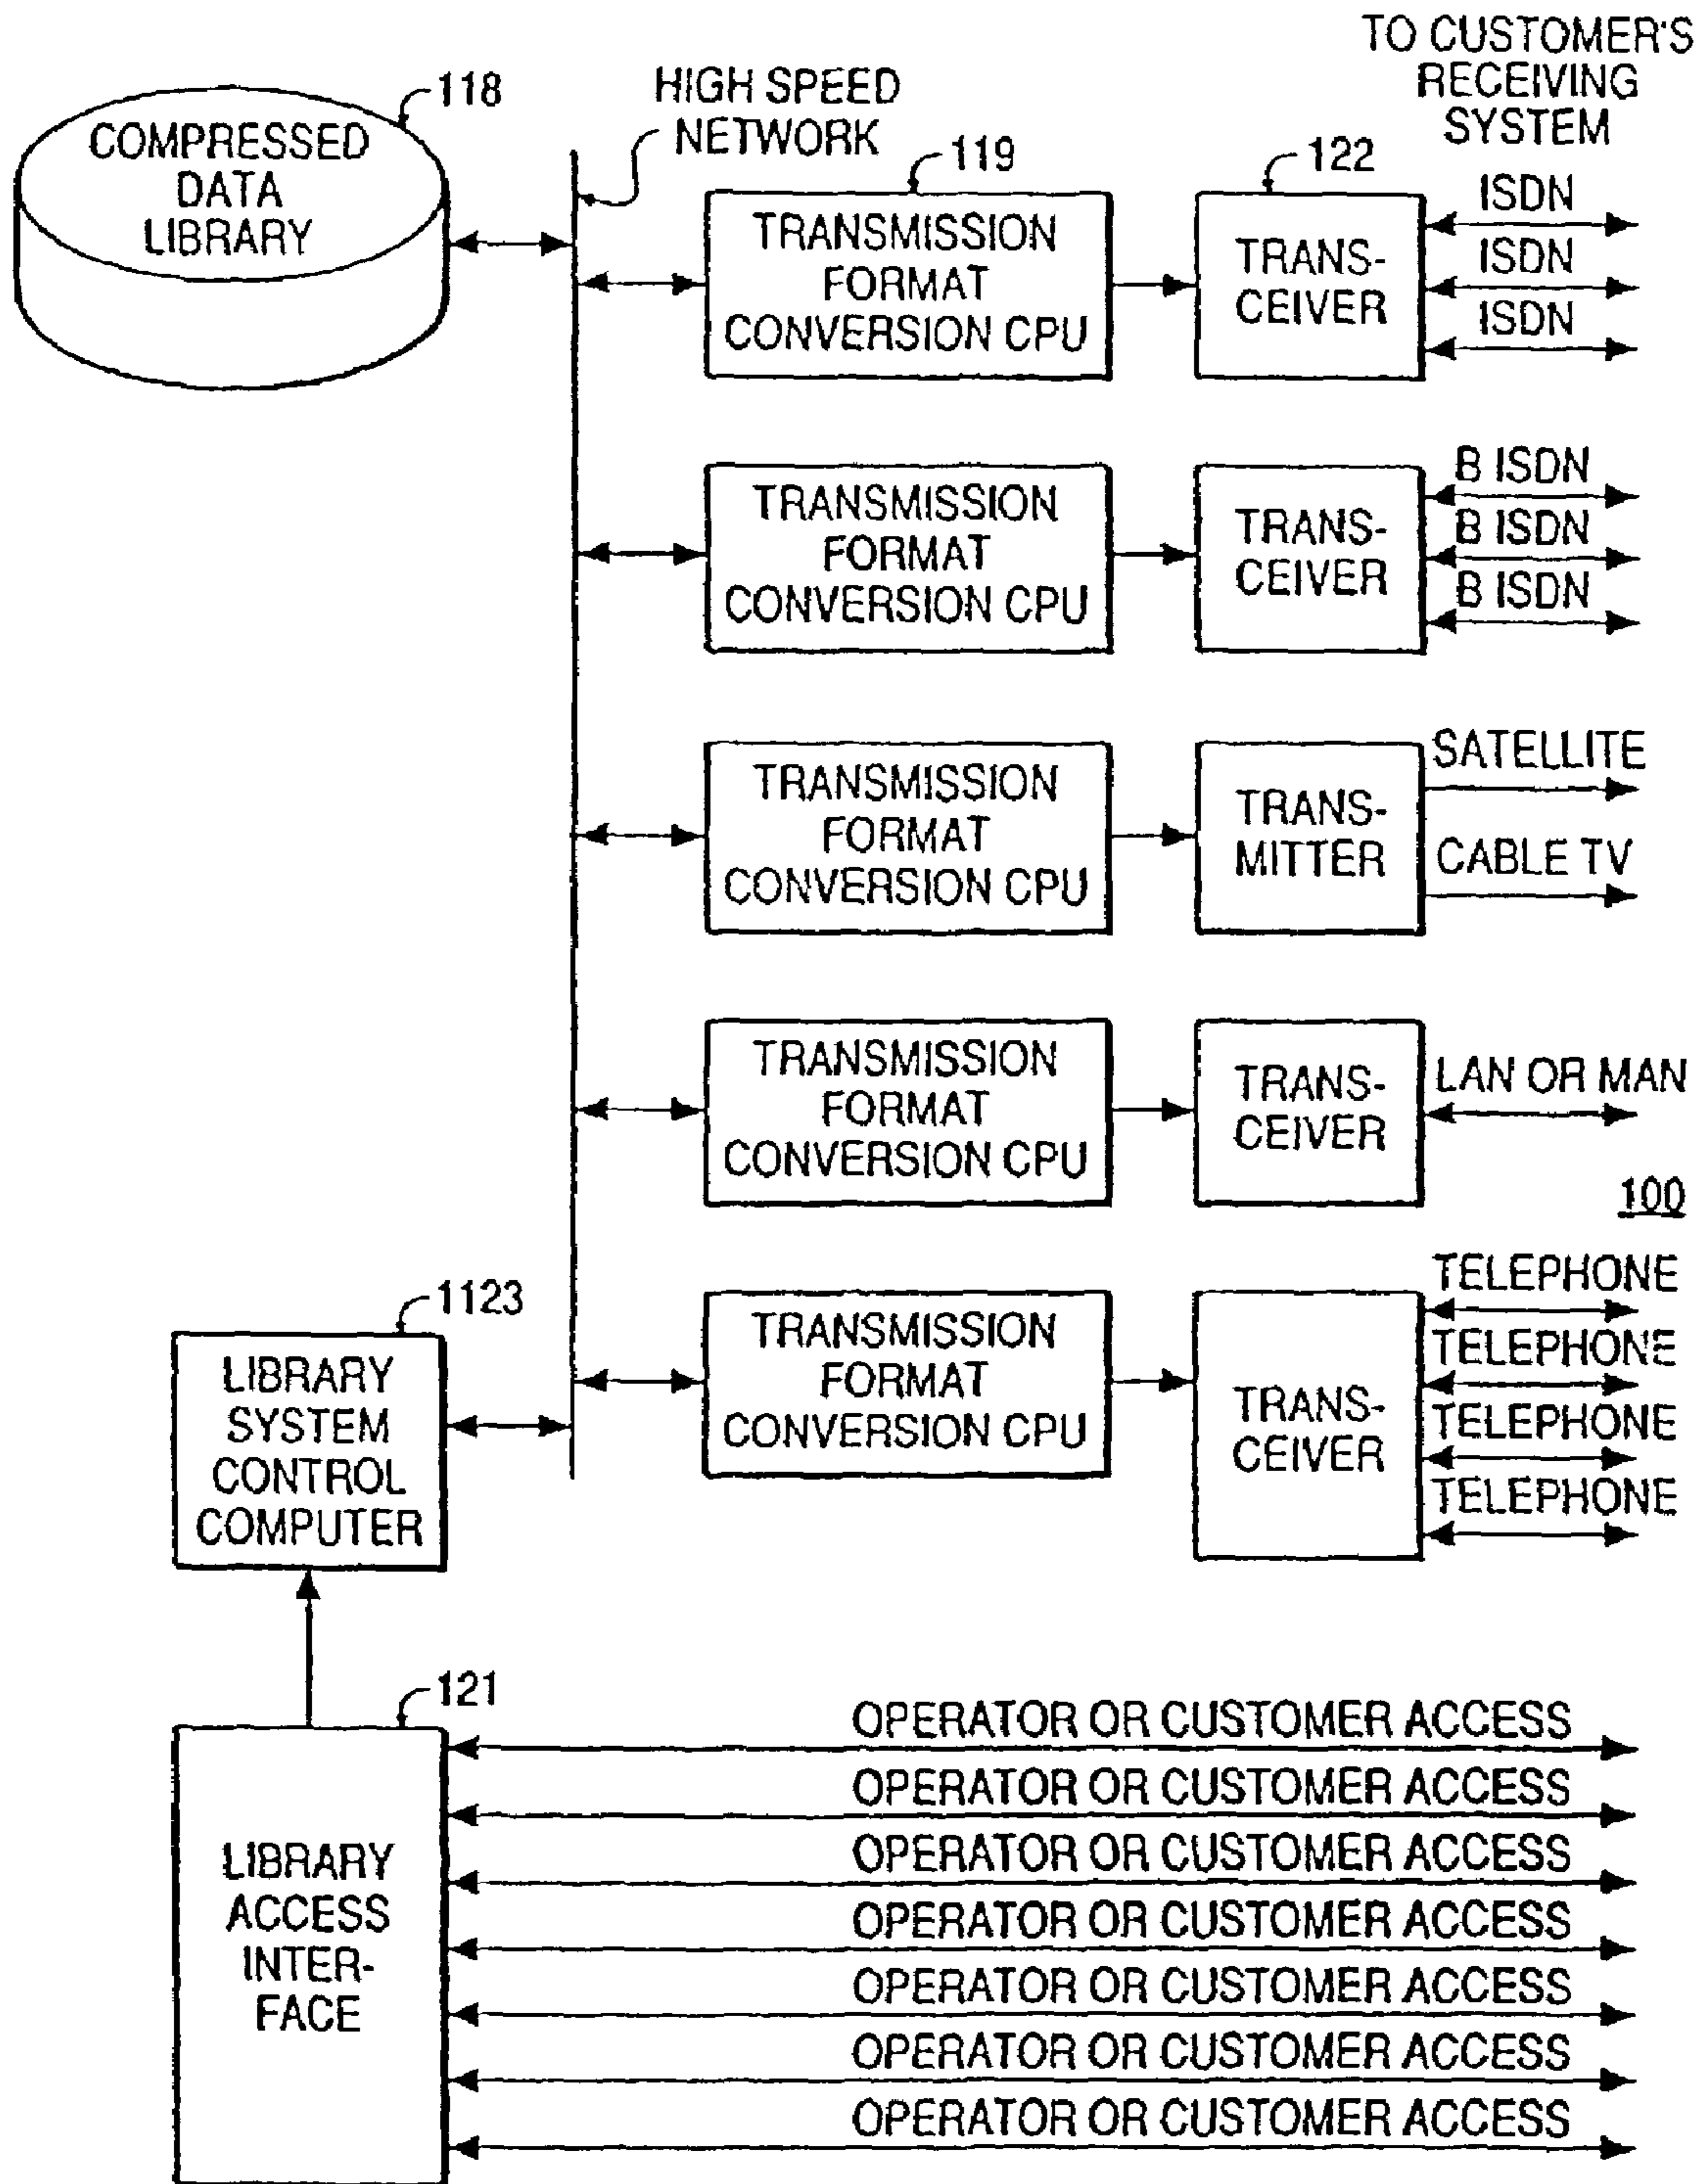 TO CUSTOMER'S
RECEIVING
SYSTEM
118
HIGH SPEED
NETWORK
COMPRESSED
DATA
LIBRARY
119
122
TRANSMISSION
FORMAT
CONVERSION CPU
TRANS-
CEIVER
ISDN
ISDN
ISDN
TRANSMISSION
FORMAT
CONVERSION CPU
TRANS-
CEIVER
B ISDN
B ISDN
B ISDN
TRANSMISSION
FORMAT
CONVERSION CPU
TRANS-
MITTER
SATELLITE
CABLE TV
TRANSMISSION
FORMAT
CONVERSION CPU
TRANS-
CEIVER
LAN OR MAN
100
1123
LIBRARY
SYSTEM
CONTROL
COMPUTER
TRANSMISSION
FORMAT
CONVERSION CPU
TRANS-
CEIVER
TELEPHONE
TELEPHONE
TELEPHONE
TELEPHONE
121
LIBRARY
ACCESS
INTER-
FACE
OPERATOR OR CUSTOMER ACCESS
OPERATOR OR CUSTOMER ACCESS
OPERATOR OR CUSTOMER ACCESS
OPERATOR OR CUSTOMER ACCESS
OPERATOR OR CUSTOMER ACCESS
OPERATOR OR CUSTOMER ACCESS
OPERATOR OR CUSTOMER ACCESS